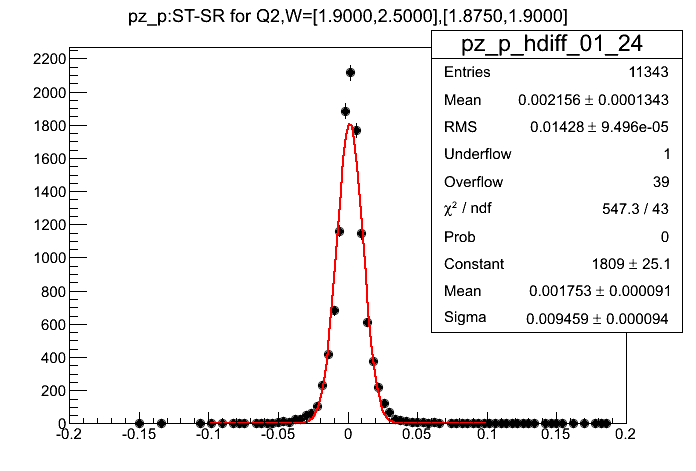 pz_p:ST-SR for Q2,W=[1.9000,2.5000],[1.8750,1.9000]
pz_p_hdiff_01_24
Entries 11343
Mean 0.002156 ± 0.0001343
RMS 0.01428 ± 9.496e-05
Underflow 1
Overflow 39
χ² / ndf 547.3 / 43
Prob 0
Constant 1809 ± 25.1
Mean 0.001753 ± 0.000091
Sigma 0.009459 ± 0.000094
2200
2000
1800
1600
1400
1200
1000
800
600
400
200
0
-0.2 -0.15 -0.1 -0.05 0 0.05 0.1 0.15 0.2